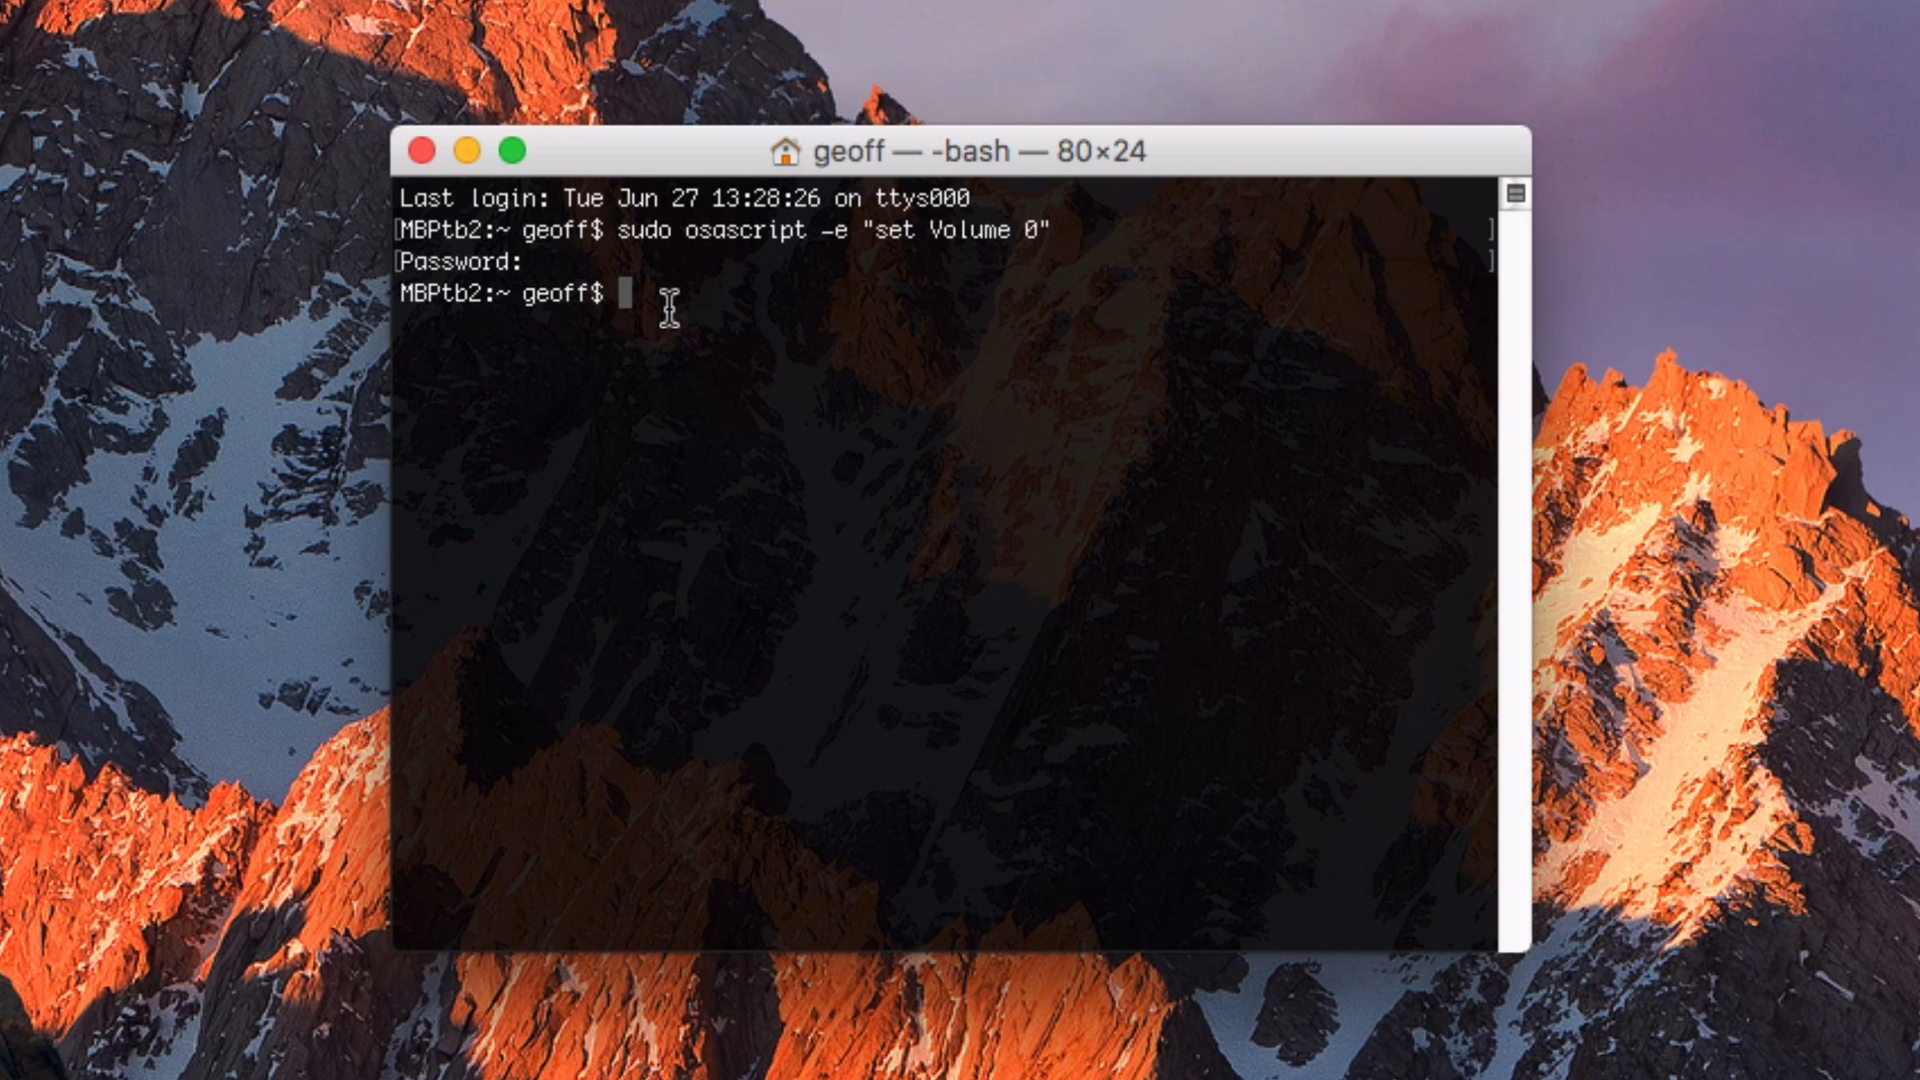 geoff — -bash — 80×24
Last login: Tue Jun 27 13:28:26 on ttys000
[MBPtb2:~ geoff$ sudo osascript -e "set Volume 0" ]
[Password: ]
MBPtb2:~ geoff$